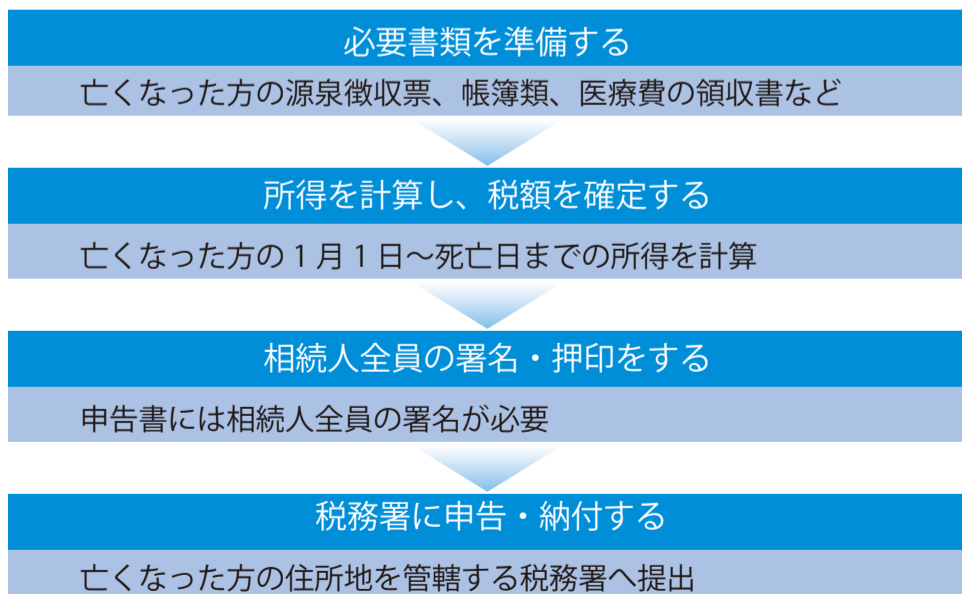 必要書類を準備する
亡くなった方の源泉徴収票、帳簿類、医療費の領収書など
所得を計算し、税額を確定する
亡くなった方の1月1日～死亡日までの所得を計算
相続人全員の署名・押印をする
申告書には相続人全員の署名が必要
税務署に申告・納付する
亡くなった方の住所地を管轄する税務署へ提出